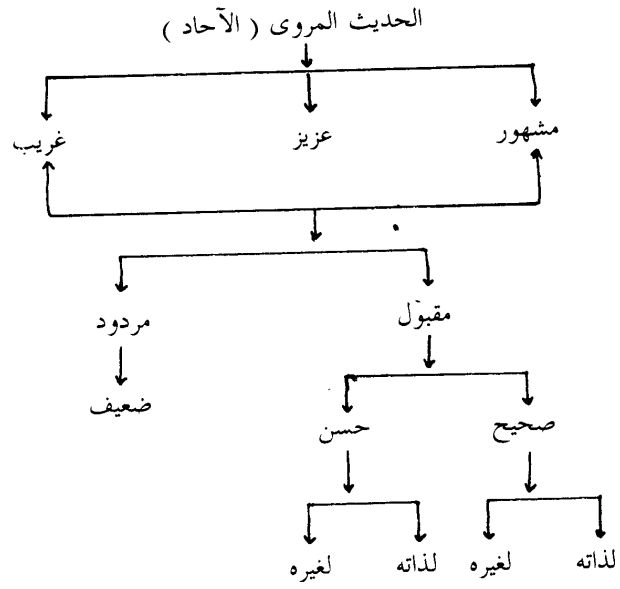 الحديث المروى ( الآحاد )
مشهور عزيز غريب
مقبول مردود
ضعيف
صحيح حسن
لذاته لغيره لذاته لغيره